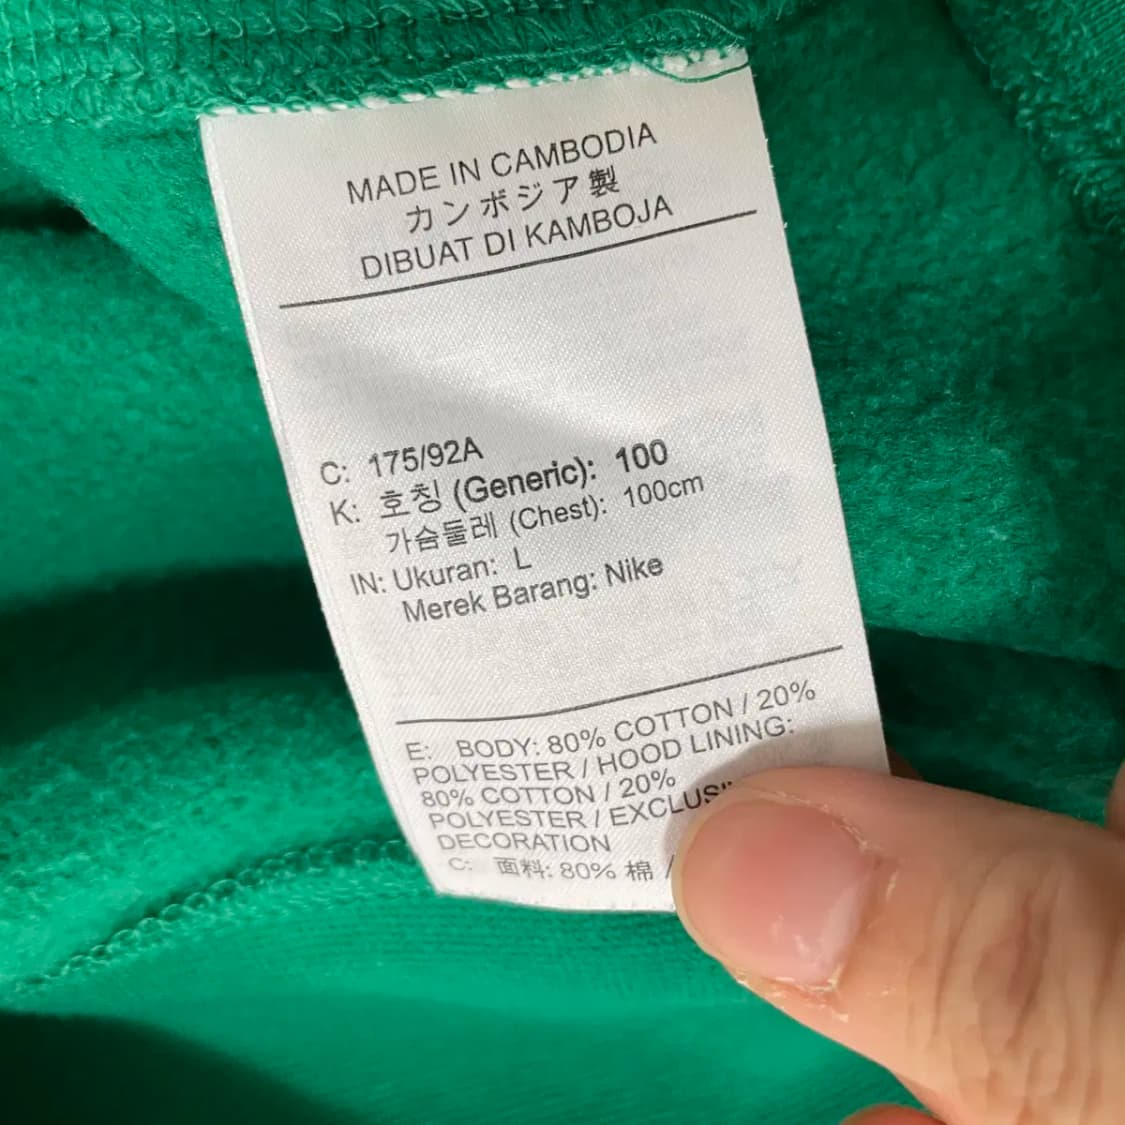 MADE IN CAMBODIA
カンボジア製
DIBUAT DI KAMBOJA
C: 175/92A
K: 호칭 (Generic): 100
가슴둘레 (Chest): 100cm
IN: Ukuran: L
Merek Barang: Nike
E: BODY: 80% COTTON / 20%
POLYESTER / HOOD LINING:
80% COTTON / 20%
POLYESTER /
DECORATION
C: 面料: 80% 棉 /